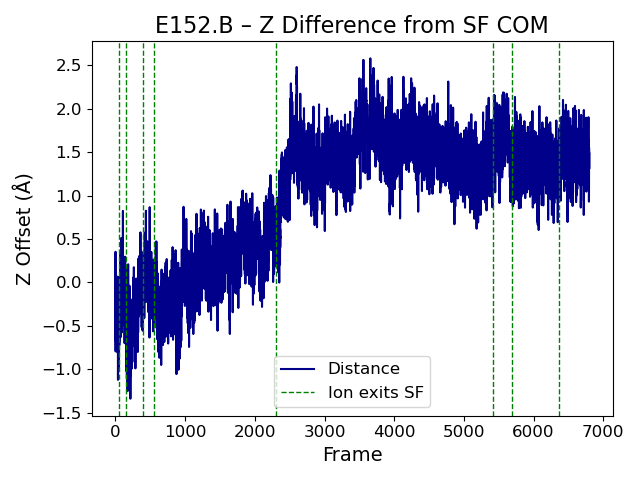 E152.B – Z Difference from SF COM
Z Offset (Å)
2.5
2.0
1.5
1.0
0.5
0.0
−0.5
−1.0
−1.5
Distance
Ion exits SF
0 1000 2000 3000 4000 5000 6000 7000
Frame